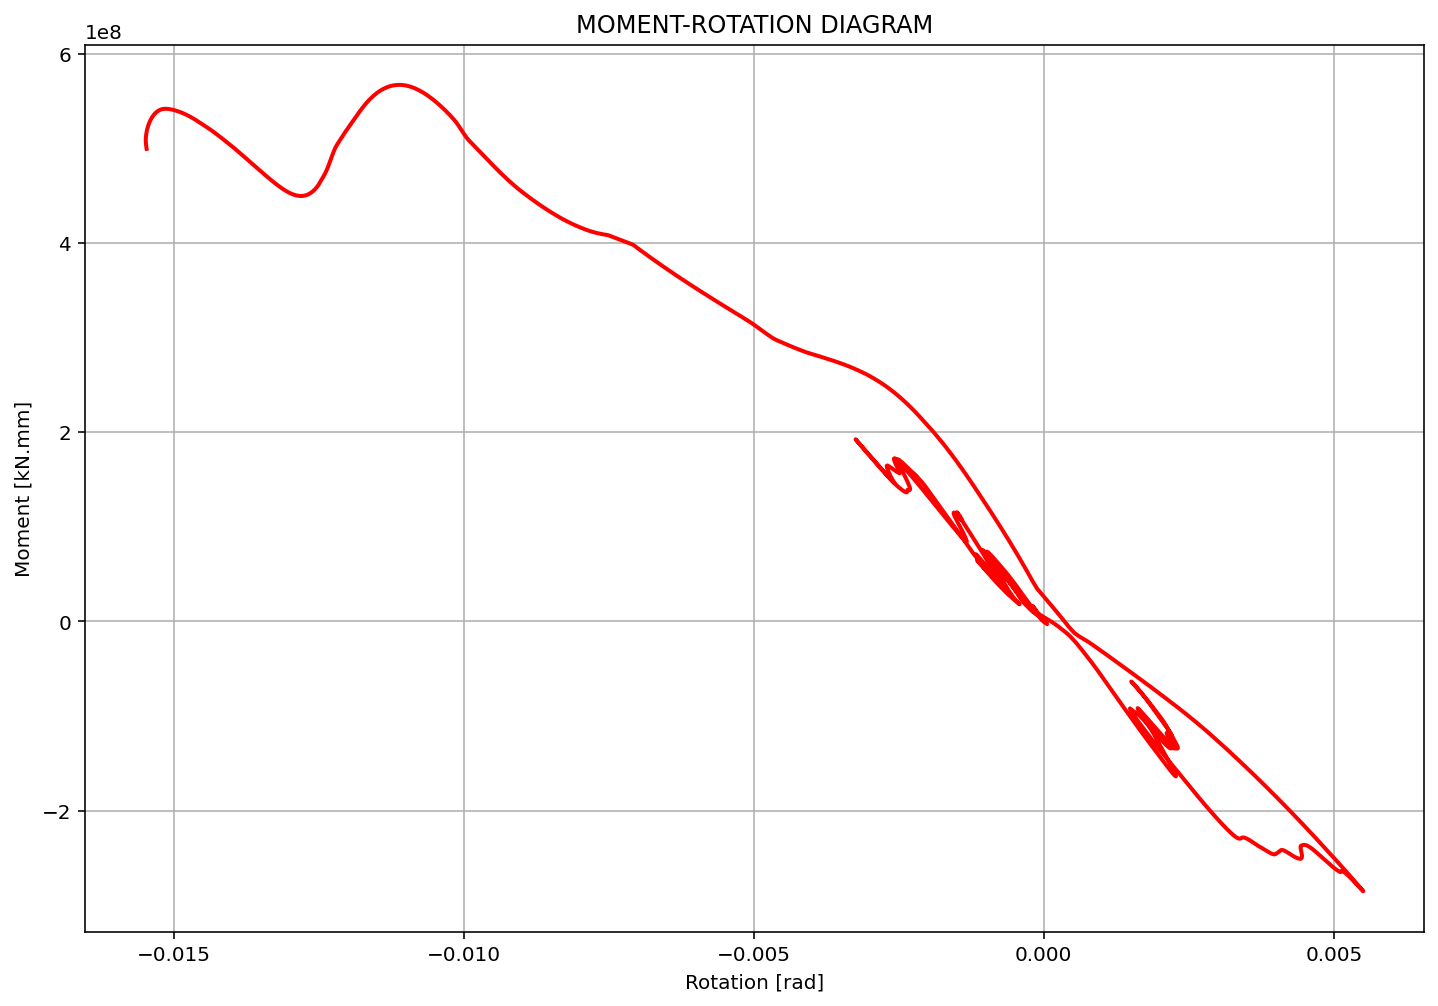 MOMENT-ROTATION DIAGRAM
1e8
6
4
2
0
−2
Moment [kN.mm]
−0.015
−0.010
−0.005
0.000
0.005
Rotation [rad]